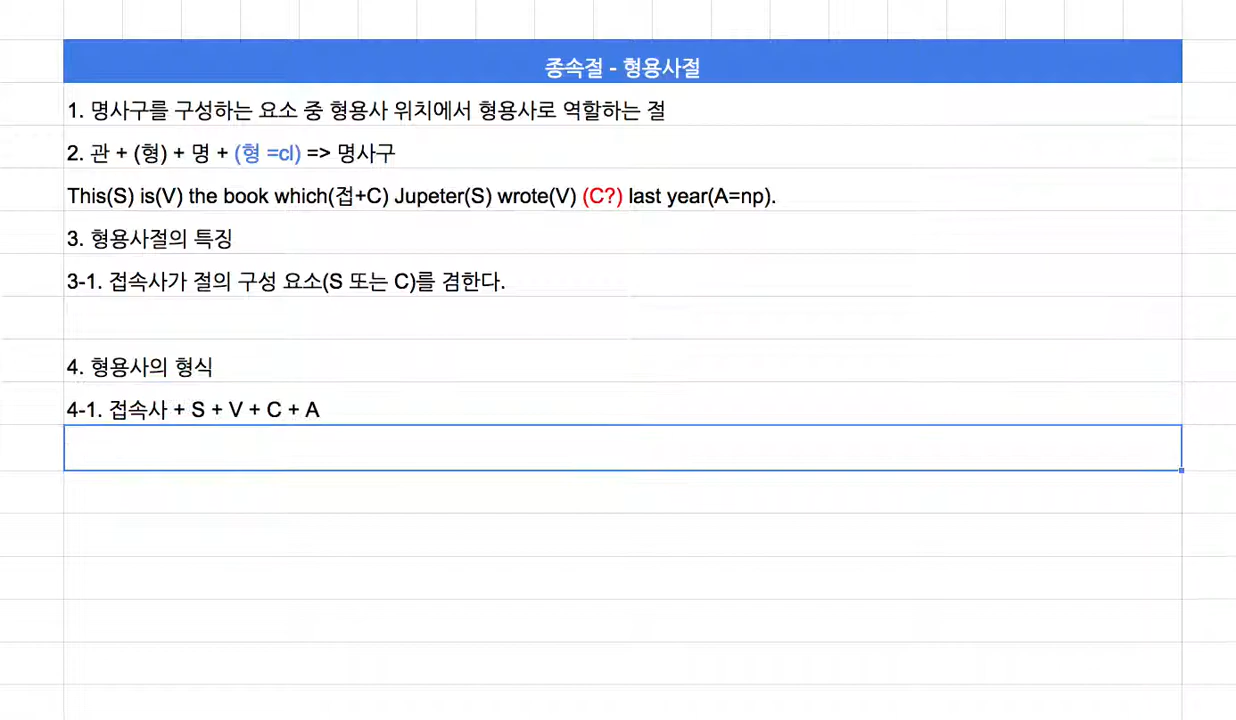 종속절 - 형용사절
1. 명사구를 구성하는 요소 중 형용사 위치에서 형용사로 역할하는 절
2. 관 + (형) + 명 + (형 =cl) => 명사구
This(S) is(V) the book which(접+C) Jupeter(S) wrote(V) (C?) last year(A=np).
3. 형용사절의 특징
3-1. 접속사가 절의 구성 요소(S 또는 C)를 겸한다.
4. 형용사의 형식
4-1. 접속사 + S + V + C + A